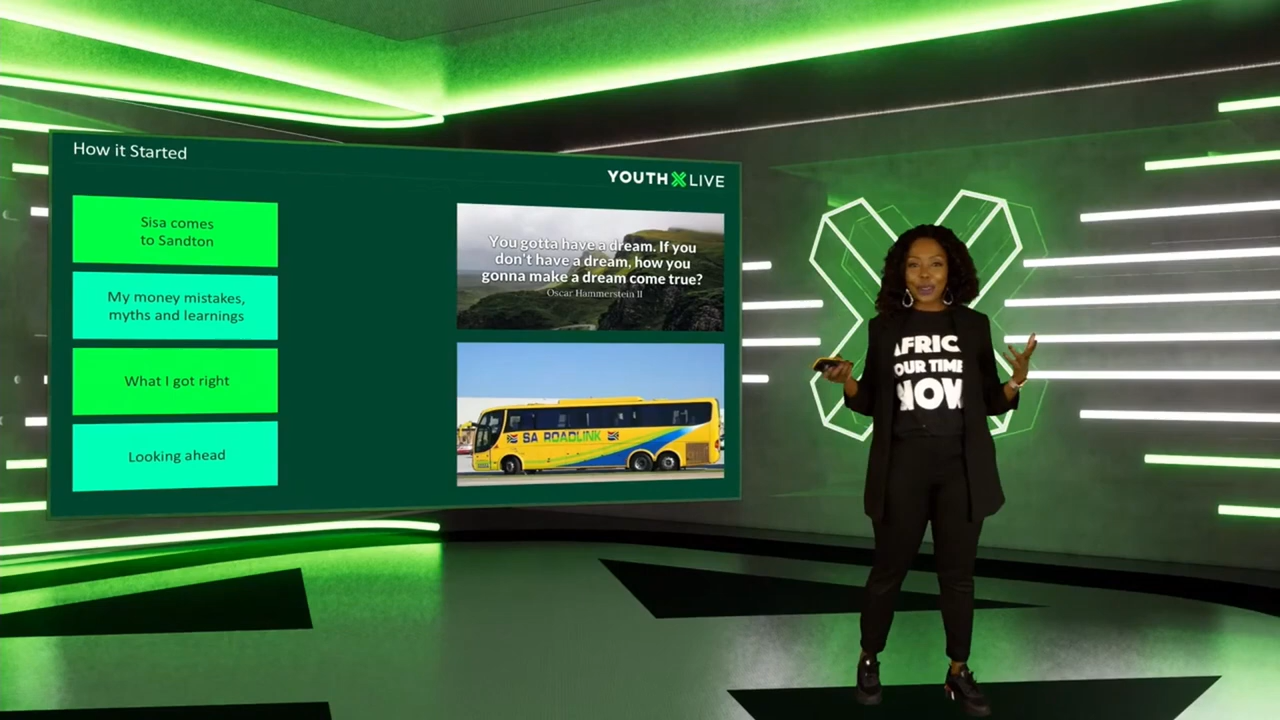 How it Started
YOUTH X LIVE
Sisa comes
to Sandton
My money mistakes,
myths and learnings
What I got right
Looking ahead
You gotta have a dream. If you
don't have a dream, how you
gonna make a dream come true?
Oscar Hammerstein II
SA ROADLINK
AFRICA
YOUR TIME
NOW